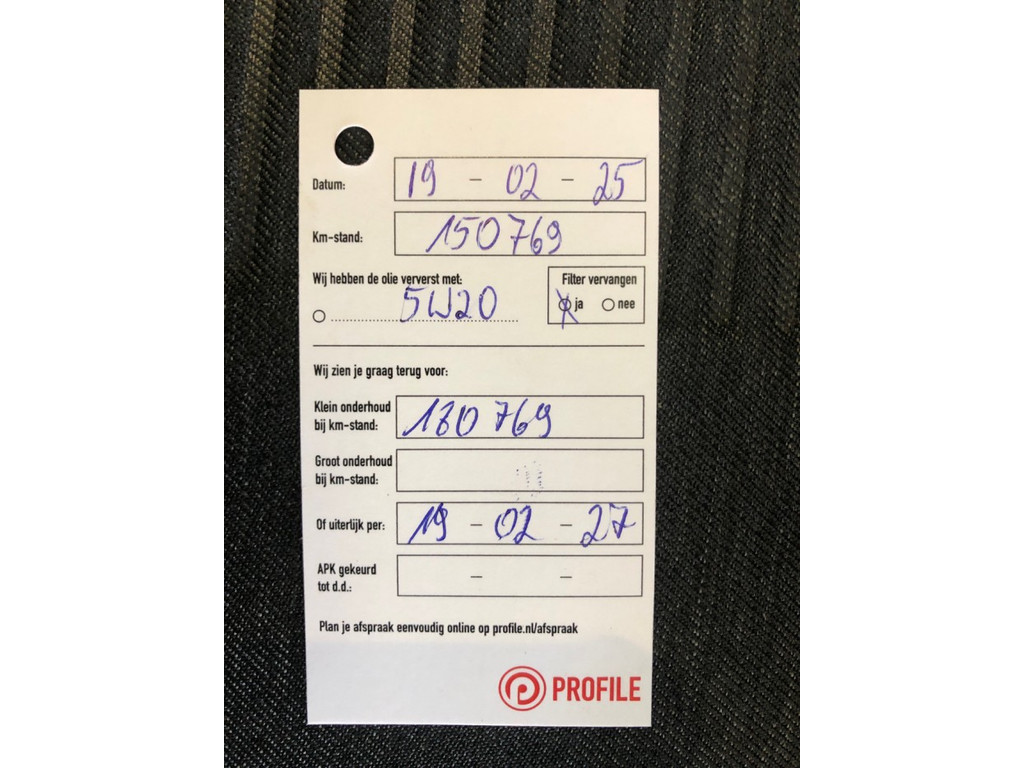 Datum: 19 - 02 - 25
Km-stand: 150769
Wij hebben de olie ververst met:
5W20
Filter vervangen
ja nee
Wij zien je graag terug voor:
Klein onderhoud
bij km-stand: 180769
Groot onderhoud
bij km-stand:
Of uiterlijk per: 19 - 02 - 27
APK gekeurd
tot d.d.: - -
Plan je afspraak eenvoudig online op profile.nl/afspraak
PROFILE